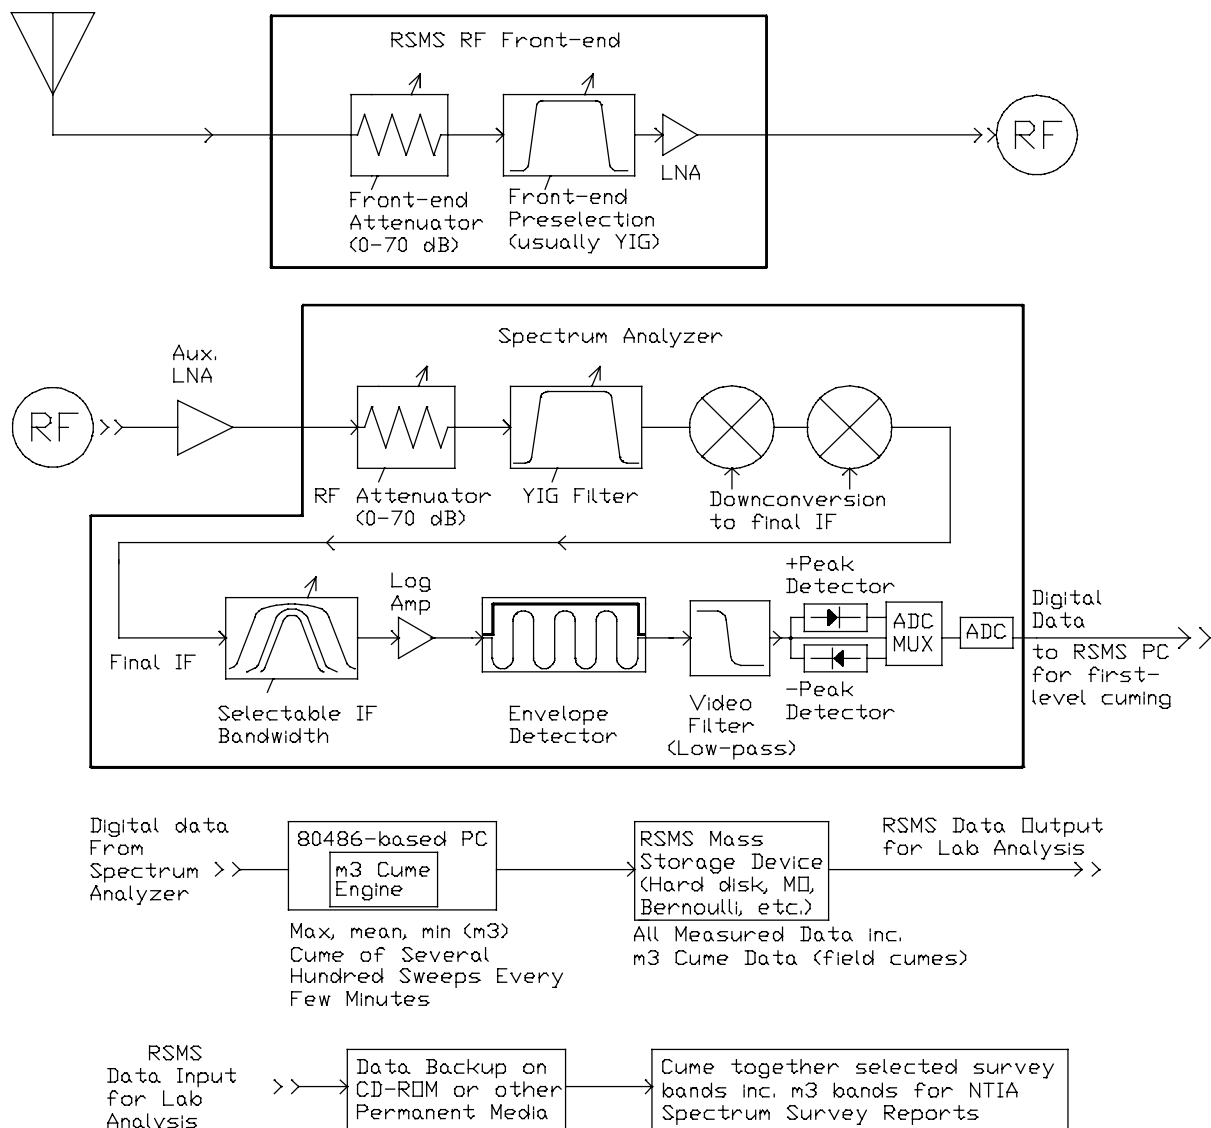 RSMS RF Front-end
RF
LNA
Front-end
Attenuator
(0-70 dB)
Front-end
Preselection
(usually YIG)
Spectrum Analyzer
Aux.
LNA
RF
RF Attenuator
(0-70 dB)
YIG Filter
Downconversion
to final IF
+Peak
Detector
Log
Amp
Digital
Data
ADC
MUX
ADC
Final IF
to RSMS PC
for first-
level cuming
Selectable IF
Bandwidth
Envelope
Detector
Video
Filter
(Low-pass)
-Peak
Detector
Digital data
From
Spectrum
Analyzer
80486-based PC
m3 Cume
Engine
RSMS Mass
Storage Device
(Hard disk, MO,
Bernoulli, etc.)
RSMS Data Output
for Lab Analysis
Max, mean, min (m3)
Cume of Several
Hundred Sweeps Every
Few Minutes
All Measured Data inc.
m3 Cume Data (field cumes)
RSMS
Data Input
for Lab
Analysis
Data Backup on
CD-ROM or other
Permanent Media
Cume together selected survey
bands inc. m3 bands for NTIA
Spectrum Survey Reports